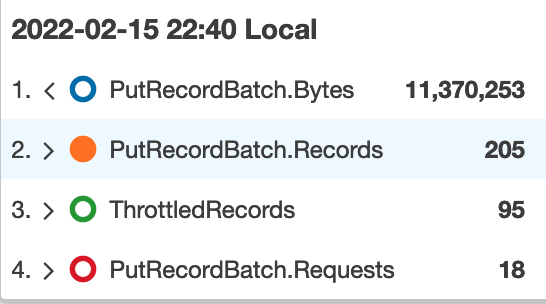 2022-02-15 22:40 Local
1. < PutRecordBatch.Bytes 11,370,253
2. > PutRecordBatch.Records 205
3. > ThrottledRecords 95
4. > PutRecordBatch.Requests 18